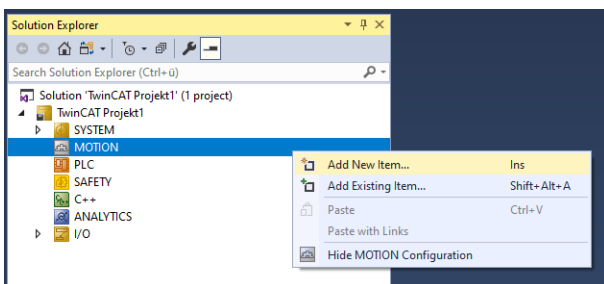 Solution Explorer
Search Solution Explorer (Ctrl+ü)
Solution 'TwinCAT Projekt1' (1 project)
TwinCAT Projekt1
SYSTEM
MOTION
PLC
SAFETY
C++
ANALYTICS
I/O
Add New Item... Ins
Add Existing Item... Shift+Alt+A
Paste Ctrl+V
Paste with Links
Hide MOTION Configuration